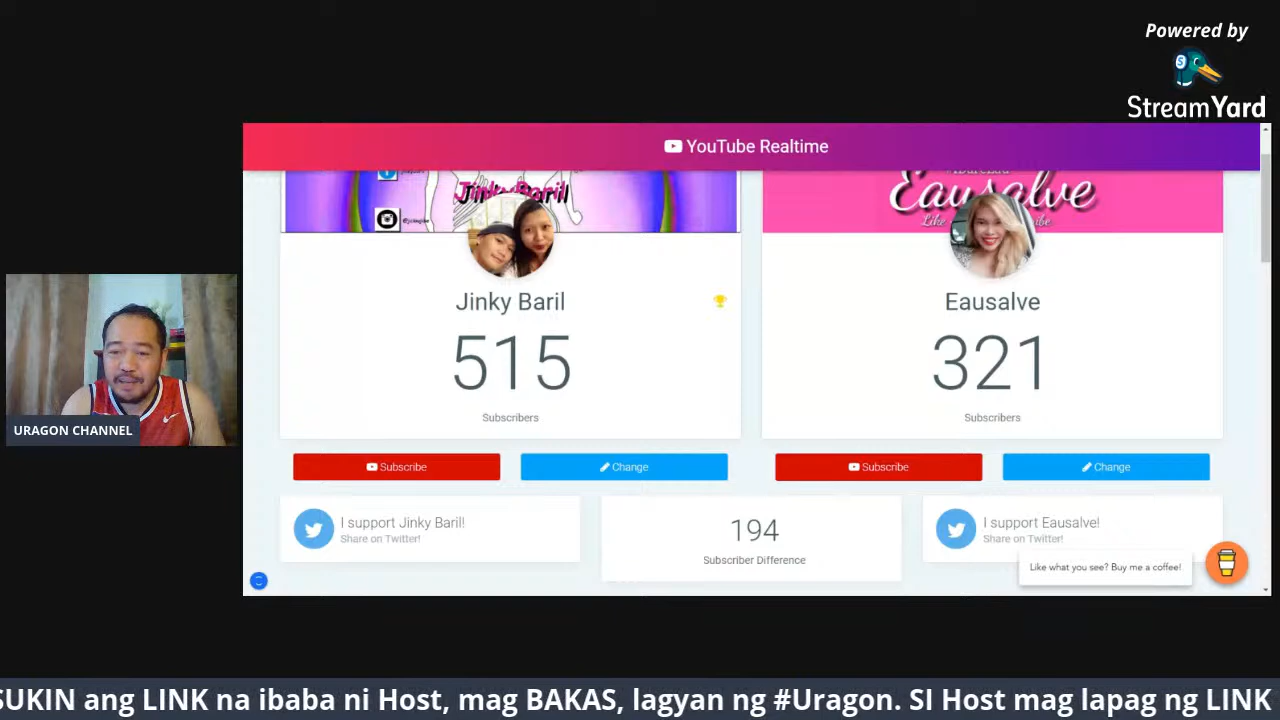 Powered by
StreamYard
YouTube Realtime
Jinky Baril
Eausalve
Like
Jinky Baril
515
Subscribers
Subscribe
Change
Eausalve
321
Subscribers
Subscribe
Change
I support Jinky Baril!
Share on Twitter!
194
Subscriber Difference
I support Eausalve!
Share on Twitter!
Like what you see? Buy me a coffee!
URAGON CHANNEL
SUKIN ang LINK na ibaba ni Host, mag BAKAS, lagyan ng #Uragon. SI Host mag lapag ng LINK